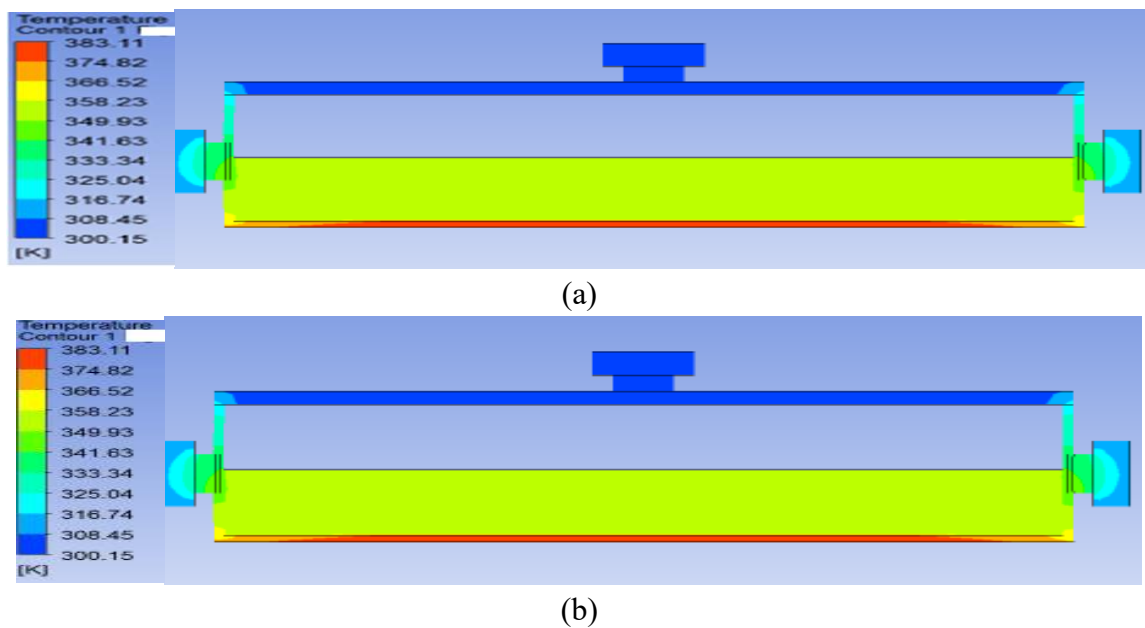 Temperature
Contour 1
383.11
374.82
366.52
358.23
349.93
341.63
333.34
325.04
316.74
308.45
300.15
[K]
(a)
Temperature
Contour 1
383.11
374.82
366.52
358.23
349.93
341.63
333.34
325.04
316.74
308.45
300.15
[K]
(b)